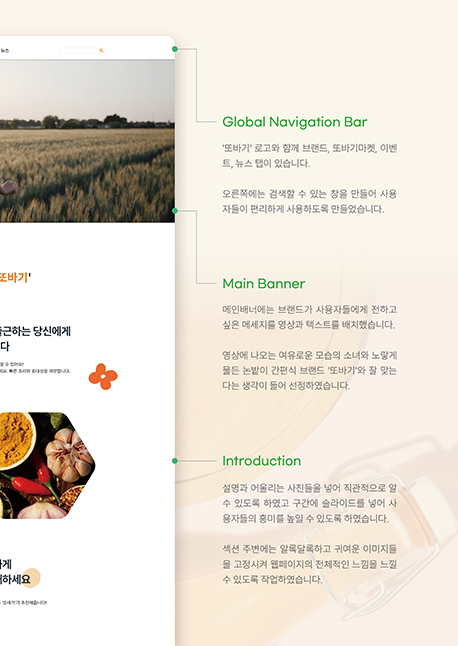 뉴스
Global Navigation Bar
'또바기' 로고와 함께 브랜드, 또바기마켓, 이벤
트, 뉴스 탭이 있습니다.
오른쪽에는 검색할 수 있는 창을 만들어 사용
자들이 편리하게 사용하도록 만들었습니다.
Main Banner
메인배너에는 브랜드가 사용자들에게 전하고
싶은 메세지를 영상과 텍스트를 배치했습니다.
영상에 나오는 여유로운 모습의 소녀와 노랗게
물든 논밭이 간편식 브랜드 '또바기'와 잘 맞는
다는 생각이 들어 선정하였습니다.
또바기'
출근하는 당신에게
다
Introduction
설명과 어울리는 사진들을 넣어 직관적으로 알
수 있도록 하였고 구간에 슬라이드를 넣어 사
용자들의 흥미를 높일 수 있도록 하였습니다.
섹션 주변에는 알록달록하고 귀여운 이미지들
을 고정시켜 웹페이지의 전체적인 느낌을 느낄
수 있도록 작업하였습니다.
하게
하세요
'또바기'가 추천해줍니다!